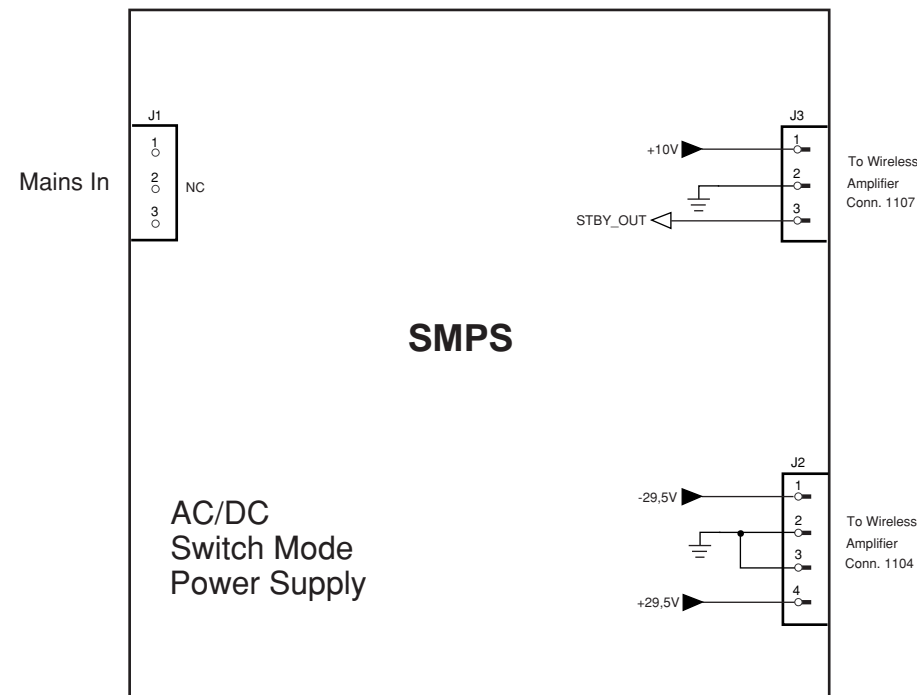 J1
1
2
3
Mains In
NC
J3
+10V
1
2
STBY_OUT
3
To Wireless
Amplifier
Conn. 1107
SMPS
AC/DC
Switch Mode
Power Supply
J2
-29,5V
1
2
3
+29,5V
4
To Wireless
Amplifier
Conn. 1104